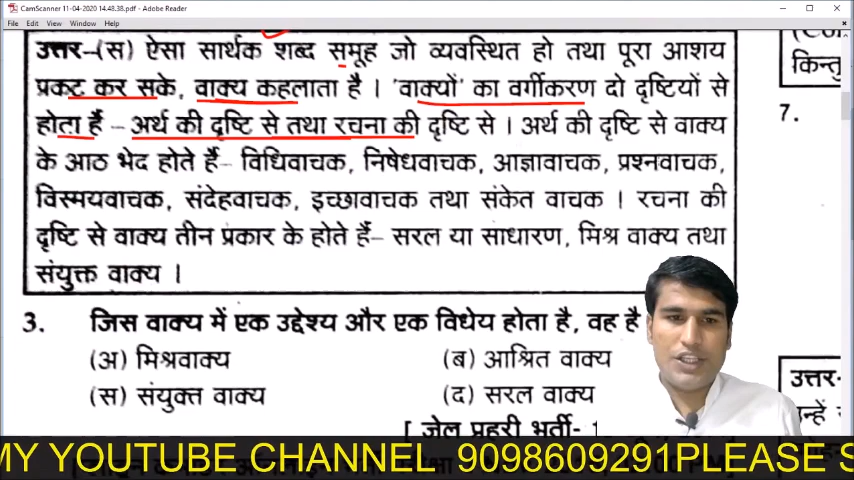 CamScanner 11-04-2020 14.48.38.pdf - Adobe Reader
File Edit View Window Help
उत्तर-(स) ऐसा सार्थक शब्द समूह जो व्यवस्थित हो तथा पूरा आशय
प्रकट कर सके, वाक्य कहलाता है । 'वाक्यों' का वर्गीकरण दो दृष्टियों से
होता हैं – अर्थ की दृष्टि से तथा रचना की दृष्टि से । अर्थ की दृष्टि से वाक्य
के आठ भेद होते हैं– विधिवाचक, निषेधवाचक, आज्ञावाचक, प्रश्नवाचक,
विस्मयवाचक, संदेहवाचक, इच्छावाचक तथा संकेत वाचक । रचना की
दृष्टि से वाक्य तीन प्रकार के होते हैं– सरल या साधारण, मिश्र वाक्य तथा
संयुक्त वाक्य ।
3. जिस वाक्य में एक उद्देश्य और एक विधेय होता है, वह है
(अ) मिश्रवाक्य (ब) आश्रित वाक्य
(स) संयुक्त वाक्य (द) सरल वाक्य
[ जेल प्रहरी भर्ती-
किन्तु
7.
उत्तर-
MY YOUTUBE CHANNEL 9098609291PLEASE S